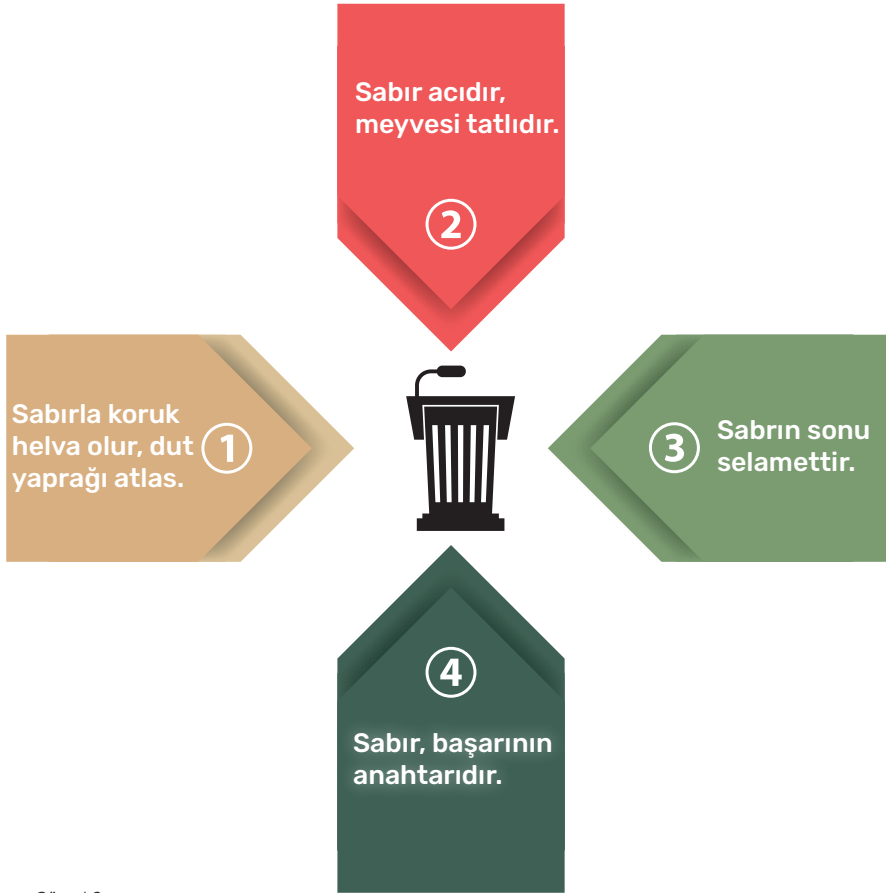 Sabır acıdır,
meyvesi tatlıdır.
2
Sabırla koruk
helva olur, dut
yaprağı atlas.
1
3
Sabrın sonu
selamettir.
4
Sabır, başarının
anahtarıdır.